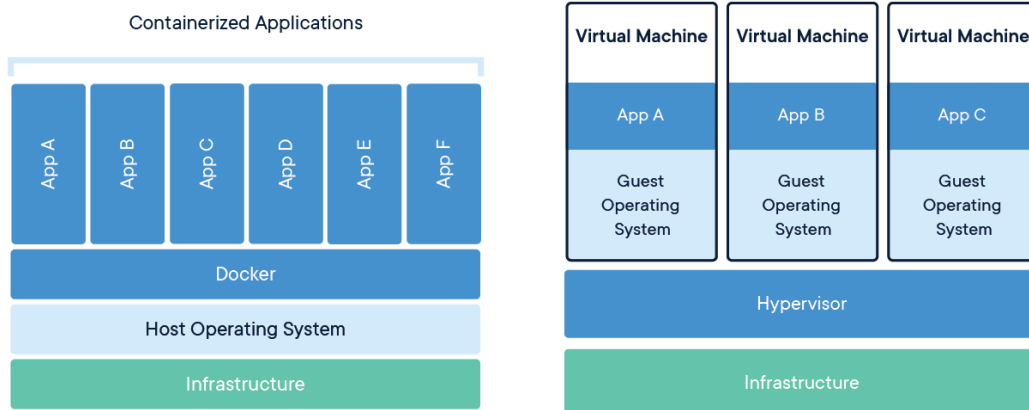 Containerized Applications
App A
App B
App C
App D
App E
App F
Docker
Host Operating System
Infrastructure
Virtual Machine
App A
Guest
Operating
System
Virtual Machine
App B
Guest
Operating
System
Virtual Machine
App C
Guest
Operating
System
Hypervisor
Infrastructure